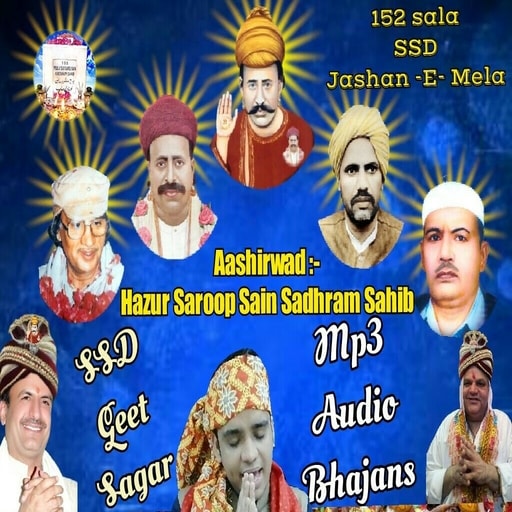 152 sala
SSD
Jashan -E- Mela
Aashirwad :-
Hazur Saroop Sain Sadhram Sahib
SSD
Geet
Sagar
Mp3
Audio
Bhajans